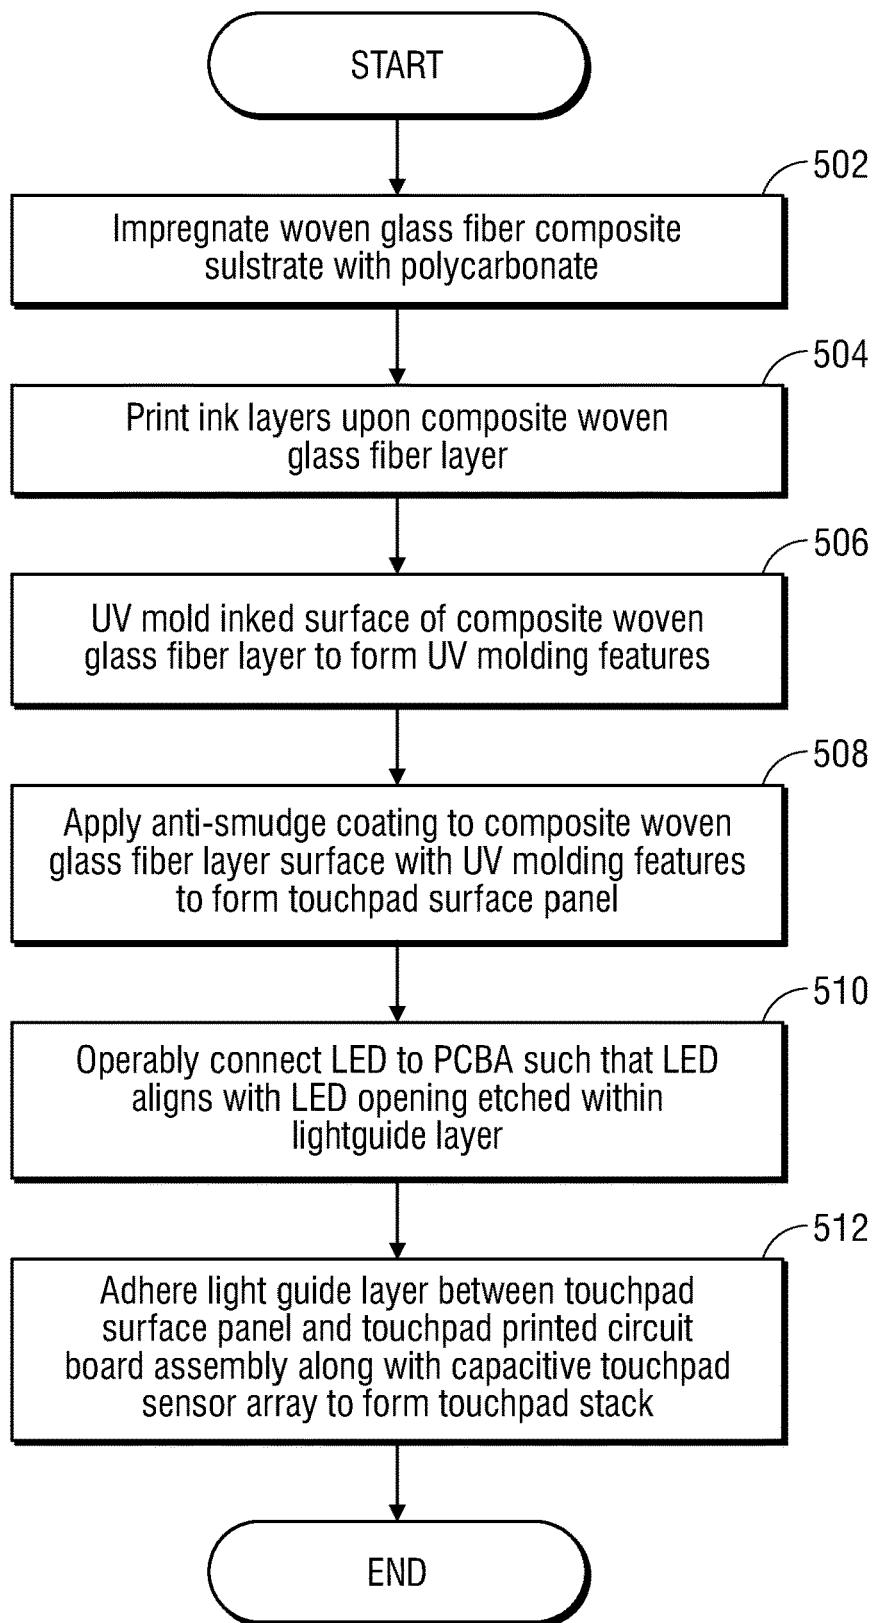 START
502
Impregnate woven glass fiber composite
sulstrate with polycarbonate
504
Print ink layers upon composite woven
glass fiber layer
506
UV mold inked surface of composite woven
glass fiber layer to form UV molding features
508
Apply anti-smudge coating to composite woven
glass fiber layer surface with UV molding features
to form touchpad surface panel
510
Operably connect LED to PCBA such that LED
aligns with LED opening etched within
lightguide layer
512
Adhere light guide layer between touchpad
surface panel and touchpad printed circuit
board assembly along with capacitive touchpad
sensor array to form touchpad stack
END